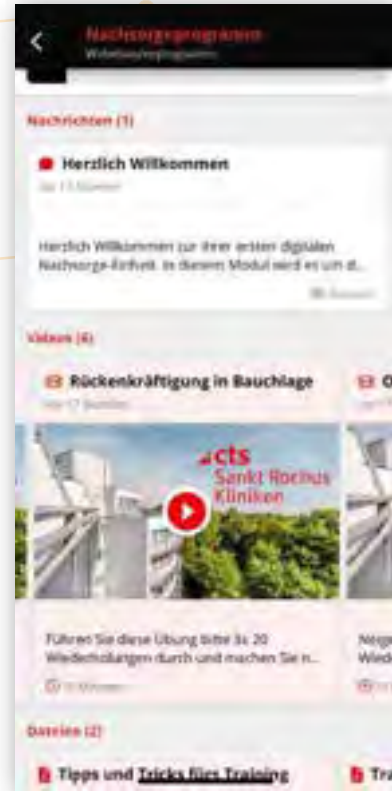 Nachsorgeprogramm
Nachrichten (1)
Herzlich Willkommen
Herzlich Willkommen zur Ihrer ersten digitalen
Nachsorge-Einheit. In diesem Modul wird es um d...
Videos (6)
Rückenkräftigung in Bauchlage
cts
Sankt Rochus
Kliniken
Führen Sie diese Übung bitte 3x 20
Wiederholungen durch und machen Sie n...
Dateien (2)
Tipps und Tricks fürs Training